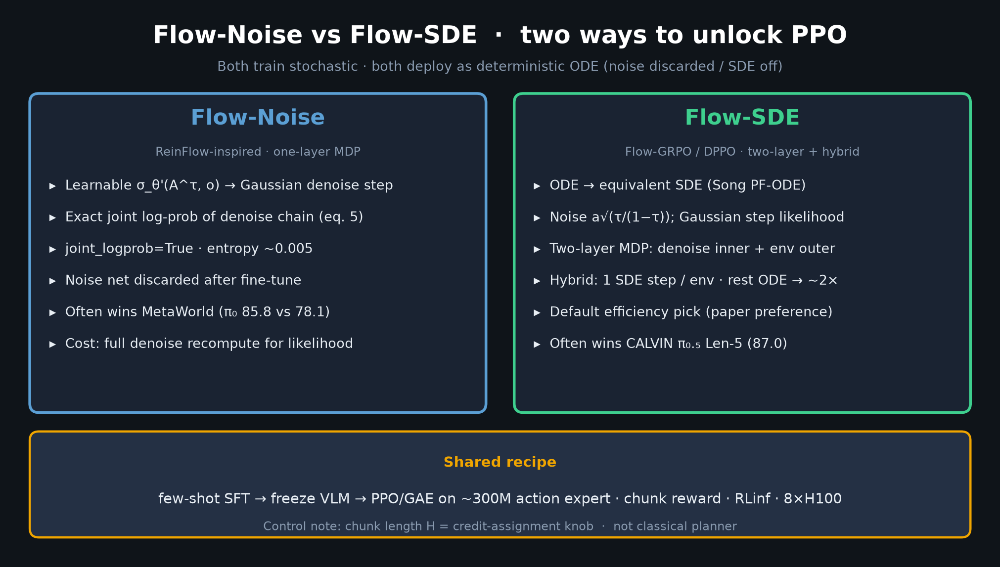 Flow-Noise vs Flow-SDE · two ways to unlock PPO
Both train stochastic · both deploy as deterministic ODE (noise discarded / SDE off)
Flow-Noise
ReinFlow-inspired · one-layer MDP
▸ Learnable σ_θ'(A^τ, o) → Gaussian denoise step
▸ Exact joint log-prob of denoise chain (eq. 5)
▸ joint_logprob=True · entropy ~0.005
▸ Noise net discarded after fine-tune
▸ Often wins MetaWorld (π₀ 85.8 vs 78.1)
▸ Cost: full denoise recompute for likelihood
Flow-SDE
Flow-GRPO / DPPO · two-layer + hybrid
▸ ODE → equivalent SDE (Song PF-ODE)
▸ Noise a√(τ/(1−τ)); Gaussian step likelihood
▸ Two-layer MDP: denoise inner + env outer
▸ Hybrid: 1 SDE step / env · rest ODE → ~2×
▸ Default efficiency pick (paper preference)
▸ Often wins CALVIN π₀.₅ Len-5 (87.0)
Shared recipe
few-shot SFT → freeze VLM → PPO/GAE on ~300M action expert · chunk reward · RLinf · 8×H100
Control note: chunk length H = credit-assignment knob · not classical planner